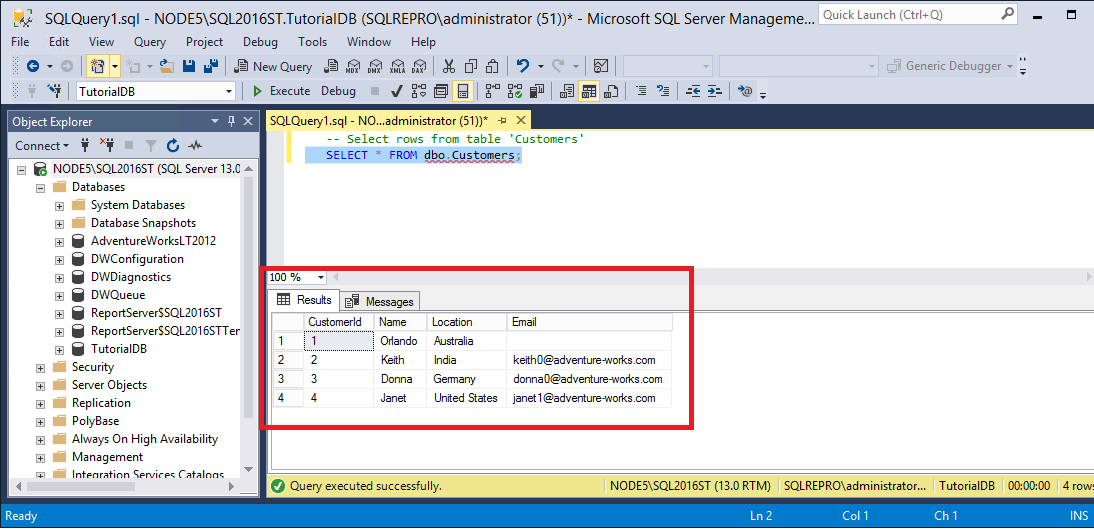 SQLQuery1.sql - NODE5\SQL2016ST.TutorialDB (SQLREPRO\administrator (51))* - Microsoft SQL Server Manageme...
Quick Launch (Ctrl+Q)
File Edit View Query Project Debug Tools Window Help
New Query MDX DMX XMLA DAX Generic Debugger
TutorialDB Execute Debug
Object Explorer
Connect
NODE5\SQL2016ST (SQL Server 13.0
Databases
System Databases
Database Snapshots
AdventureWorksLT2012
DWConfiguration
DWDiagnostics
DWQueue
ReportServer$SQL2016ST
ReportServer$SQL2016STTer
TutorialDB
Security
Server Objects
Replication
PolyBase
Always On High Availability
Management
Integration Services Catalogs
SQLQuery1.sql - NO...administrator (51))*
-- Select rows from table 'Customers'
SELECT * FROM dbo.Customers;
100 %
Results Messages
CustomerId Name Location Email
1 1 Orlando Australia
2 2 Keith India keith0@adventure-works.com
3 3 Donna Germany donna0@adventure-works.com
4 4 Janet United States janet1@adventure-works.com
Query executed successfully. NODE5\SQL2016ST (13.0 RTM) SQLREPRO\administrator... TutorialDB 00:00:00 4 rows
Ready Ln 2 Col 1 Ch 1 INS